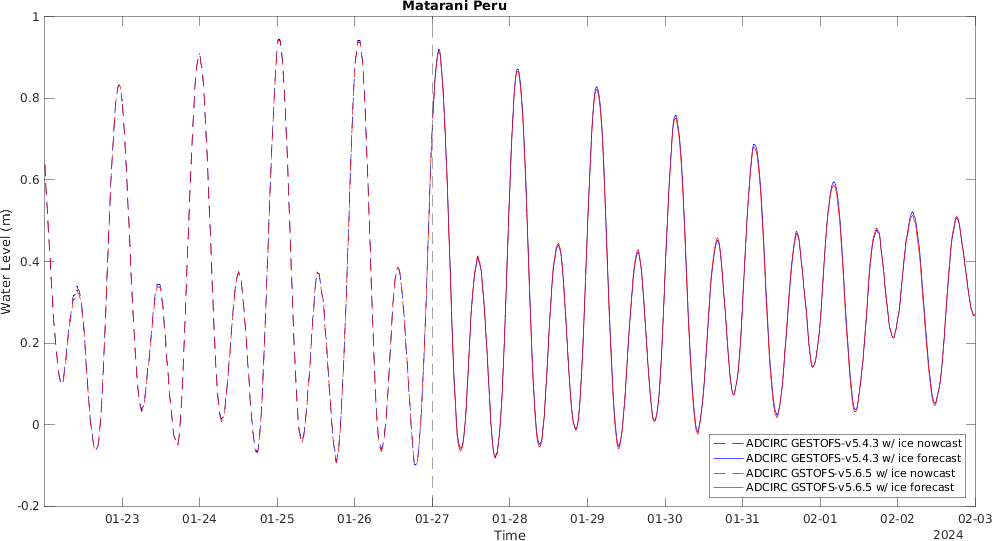 Matarani Peru
Water Level (m)
1
0.8
0.6
0.4
0.2
0
-0.2
ADCIRC GESTOFS-v5.4.3 w/ ice nowcast
ADCIRC GESTOFS-v5.4.3 w/ ice forecast
ADCIRC GSTOFS-v5.6.5 w/ ice nowcast
ADCIRC GSTOFS-v5.6.5 w/ ice forecast
01-23 01-24 01-25 01-26 01-27 01-28 01-29 01-30 01-31 02-01 02-02 02-03
Time
2024